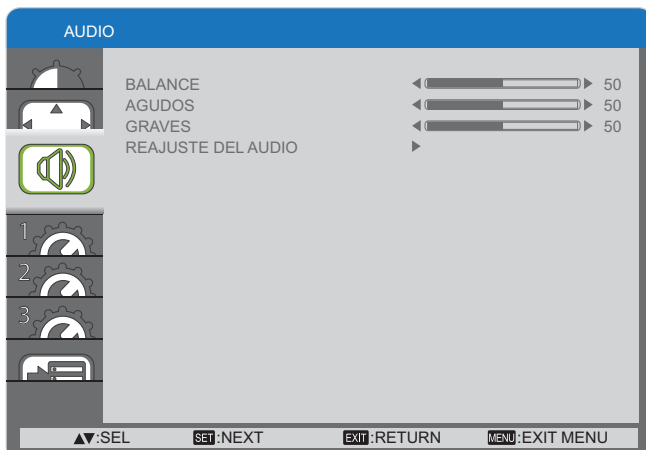 AUDIO
BALANCE 50
AGUDOS 50
GRAVES 50
REAJUSTE DEL AUDIO
1
2
3
▲▼:SEL SET:NEXT EXIT:RETURN MENU:EXIT MENU